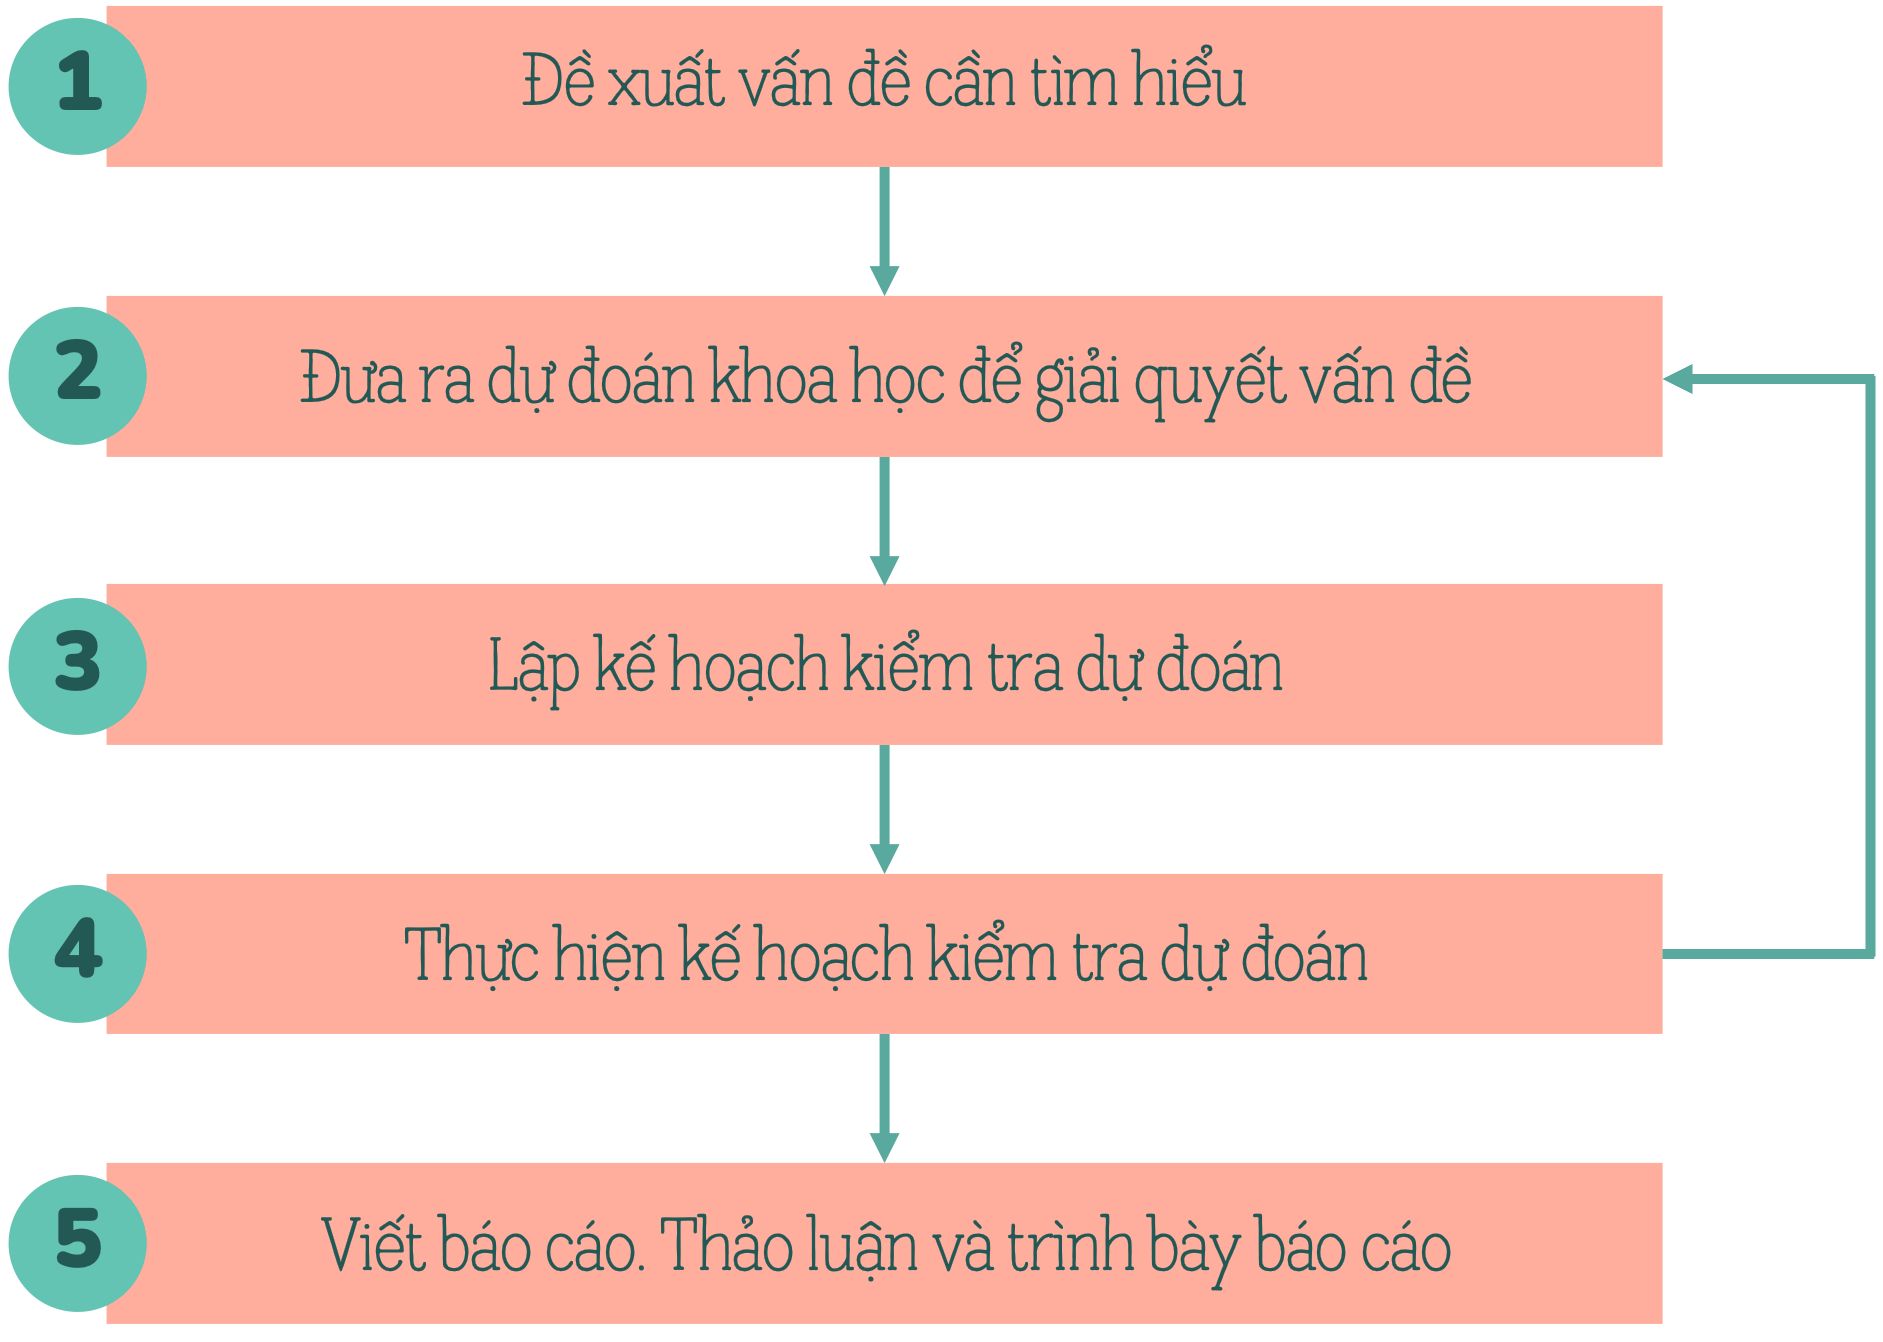 1
Đề xuất vấn đề cần tìm hiểu
2
Đưa ra dự đoán khoa học để giải quyết vấn đề
3
Lập kế hoạch kiểm tra dự đoán
4
Thực hiện kế hoạch kiểm tra dự đoán
5
Viết báo cáo. Thảo luận và trình bày báo cáo